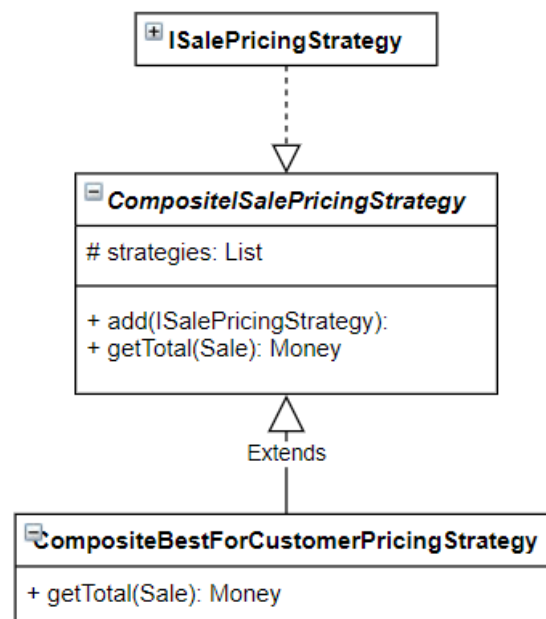 ISalePricingStrategy
CompositeISalePricingStrategy
# strategies: List
+ add(ISalePricingStrategy):
+ getTotal(Sale): Money
Extends
CompositeBestForCustomerPricingStrategy
+ getTotal(Sale): Money